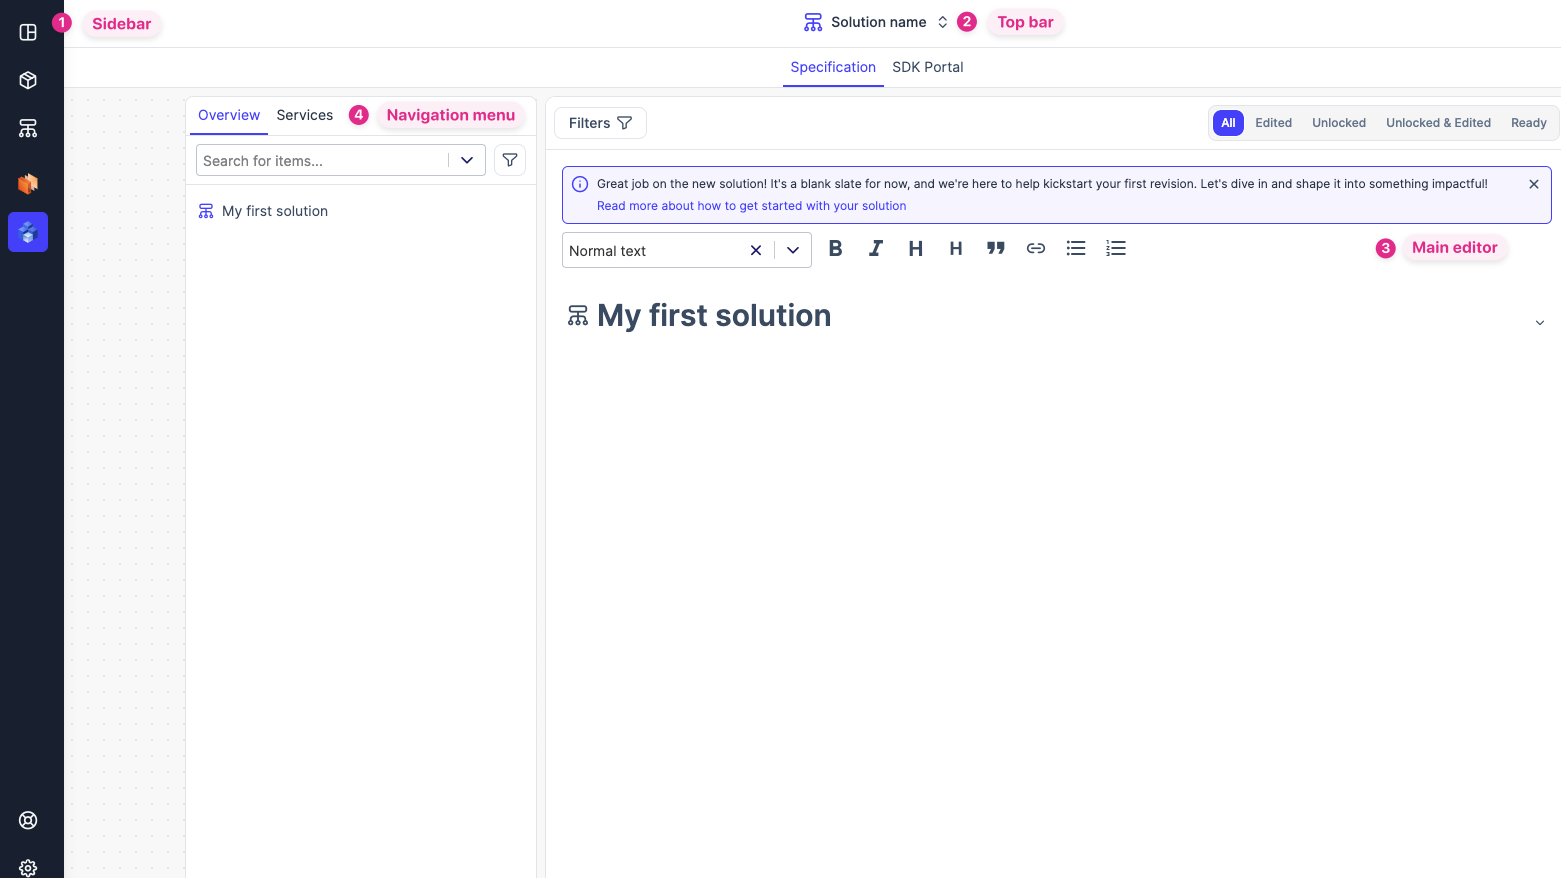 1 Sidebar
Solution name 2 Top bar
Specification SDK Portal
Overview Services 4 Navigation menu
Search for items...
My first solution
Filters
All Edited Unlocked Unlocked & Edited Ready
Great job on the new solution! It's a blank slate for now, and we're here to help kickstart your first revision. Let's dive in and shape it into something impactful!
Read more about how to get started with your solution
Normal text B I H H
3 Main editor
My first solution